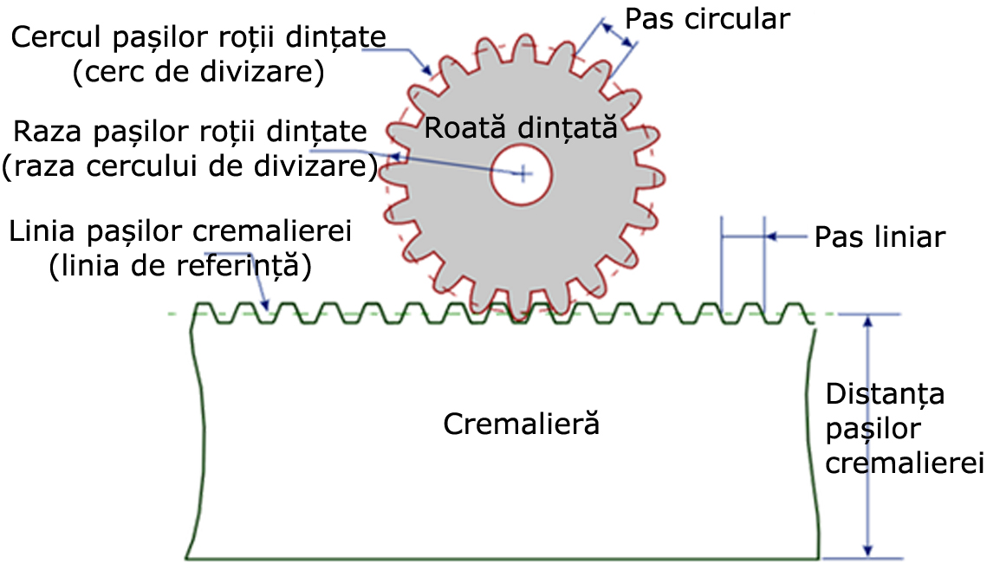 Pas circular
Cercul pașilor roții dințate
(cerc de divizare)
Raza pașilor roții dințate
(raza cercului de divizare)
Roată dințată
Linia pașilor cremalierei
(linia de referință)
Pas liniar
Cremalieră
Distanța
pașilor
cremalierei